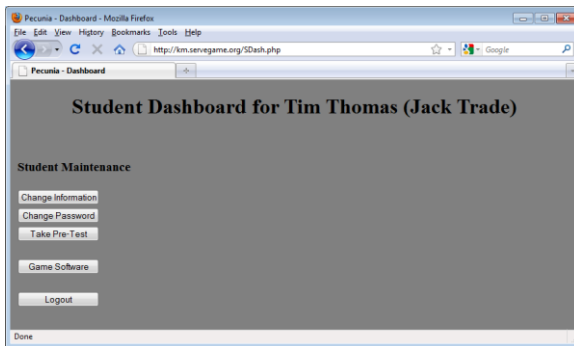 Pecunia - Dashboard - Mozilla Firefox
File Edit View History Bookmarks Tools Help
http://km.servegame.org/SDash.php
Google
Pecunia - Dashboard
Student Dashboard for Tim Thomas (Jack Trade)
Student Maintenance
Change Information
Change Password
Take Pre-Test
Game Software
Logout
Done